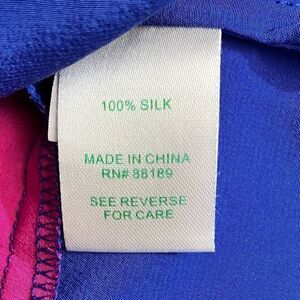 100% SILK
MADE IN CHINA
RN# 88189
SEE REVERSE
FOR CARE